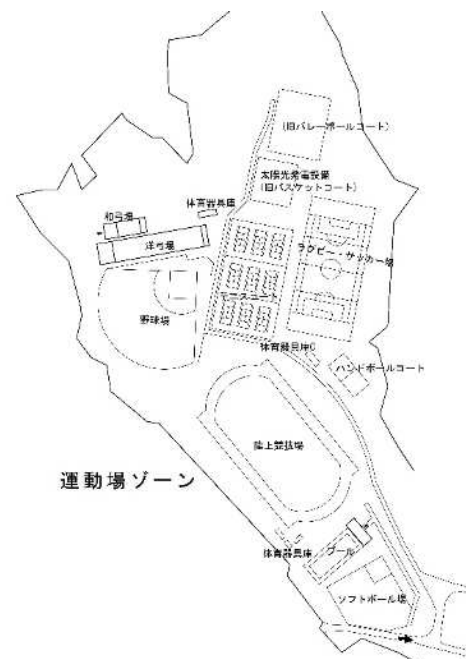 (旧バレーボールコート)
太陽光発電設備
(旧バスケットコート)
体育器具庫
和弓場
洋弓場
ラグビー・サッカー場
テニスコート
野球場
体育器具庫C
ハンドボールコート
陸上競技場
運動場ゾーン
体育器具庫
プール
ソフトボール場